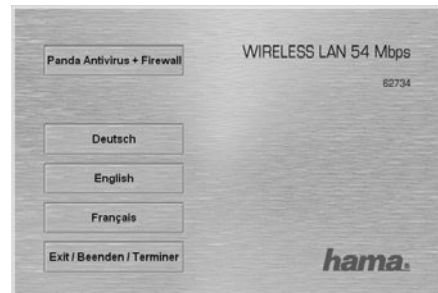 Panda Antivirus + Firewall
WIRELESS LAN 54 Mbps
62734
Deutsch
English
Français
Exit / Beenden / Terminer
hama.